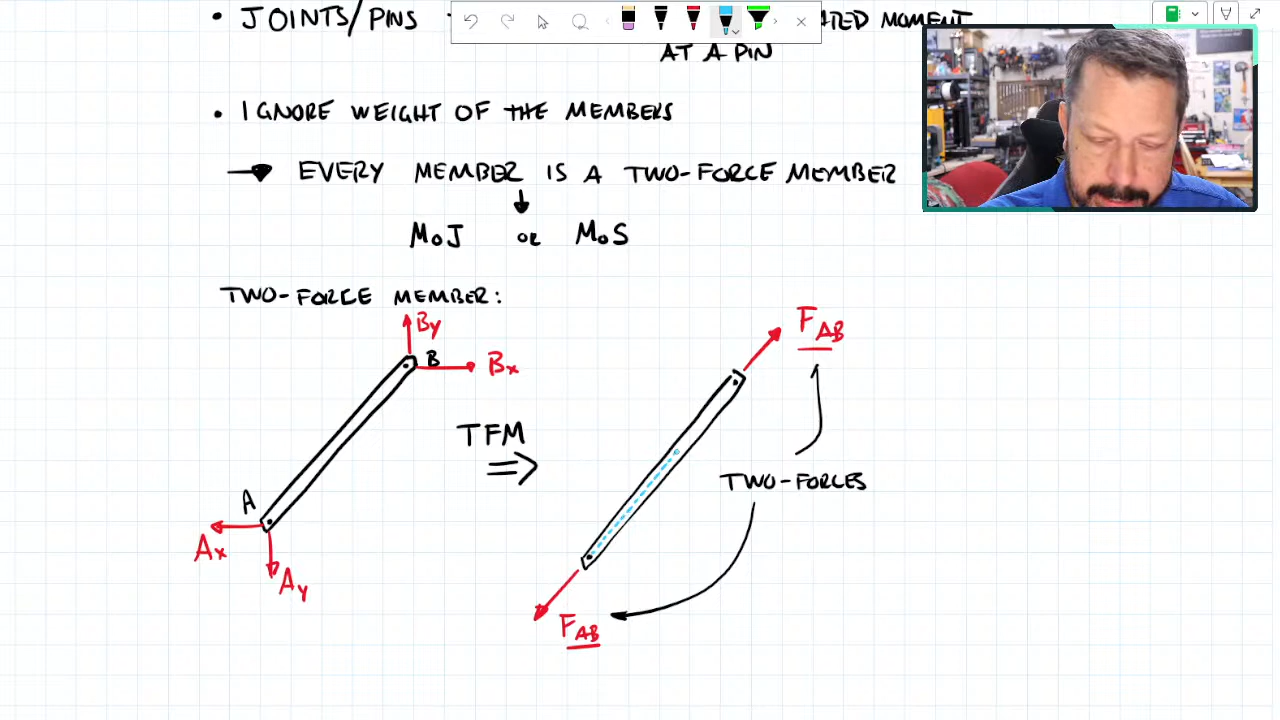 • JOINTS/PINS
MOMENT
AT A PIN
• IGNORE WEIGHT OF THE MEMBERS
→ EVERY MEMBER IS A TWO-FORCE MEMBER
MoJ or MoS
TWO-FORCE MEMBER:
By
B
Bx
A
Ax
Ay
TFM
⇒
FAB
TWO-FORCES
FAB